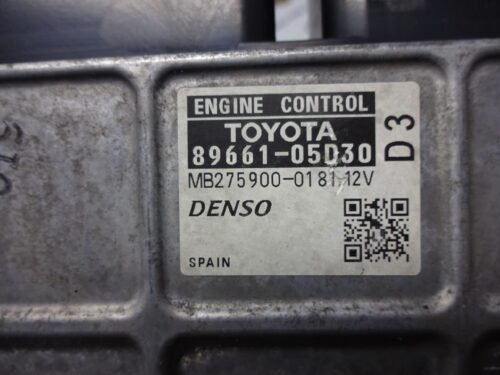 ENGINE CONTROL
TOYOTA
89661-05D30
D3
MB275900-0181 12V
DENSO
SPAIN